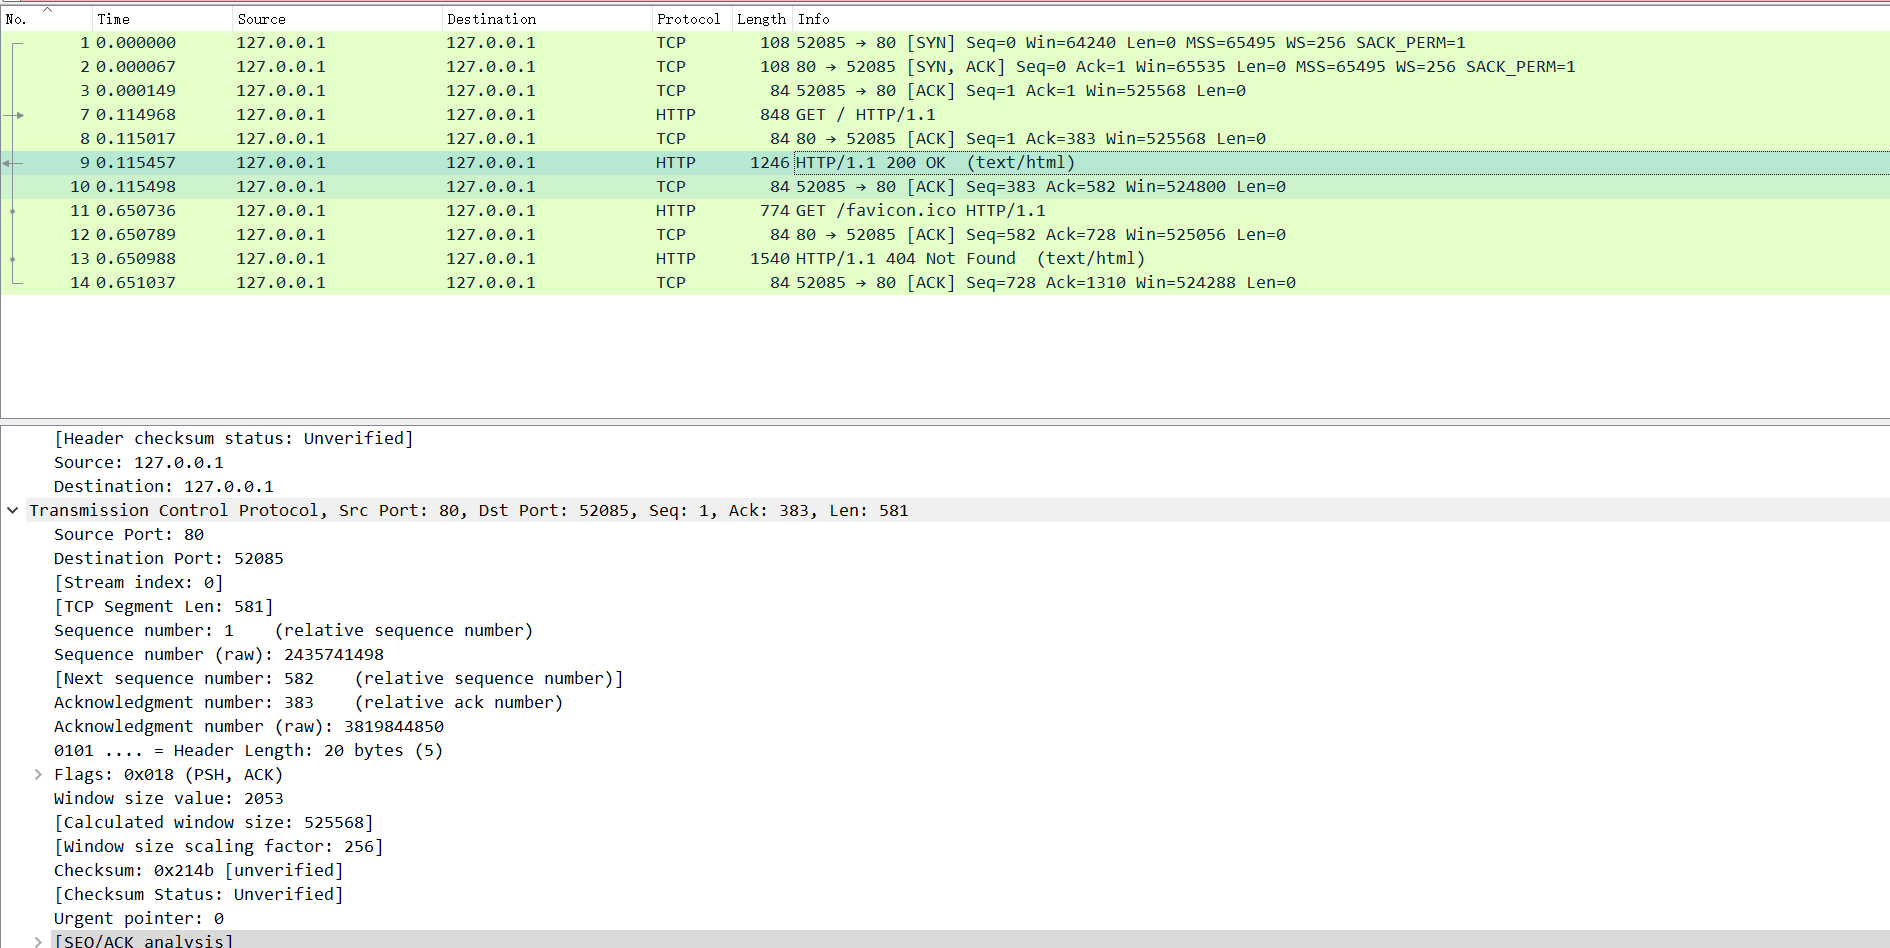 No. Time Source Destination Protocol Length Info
1 0.000000 127.0.0.1 127.0.0.1 TCP 108 52085 → 80 [SYN] Seq=0 Win=64240 Len=0 MSS=65495 WS=256 SACK_PERM=1
2 0.000067 127.0.0.1 127.0.0.1 TCP 108 80 → 52085 [SYN, ACK] Seq=0 Ack=1 Win=65535 Len=0 MSS=65495 WS=256 SACK_PERM=1
3 0.000149 127.0.0.1 127.0.0.1 TCP 84 52085 → 80 [ACK] Seq=1 Ack=1 Win=525568 Len=0
7 0.114968 127.0.0.1 127.0.0.1 HTTP 848 GET / HTTP/1.1
8 0.115017 127.0.0.1 127.0.0.1 TCP 84 80 → 52085 [ACK] Seq=1 Ack=383 Win=525568 Len=0
9 0.115457 127.0.0.1 127.0.0.1 HTTP 1246 HTTP/1.1 200 OK (text/html)
10 0.115498 127.0.0.1 127.0.0.1 TCP 84 52085 → 80 [ACK] Seq=383 Ack=582 Win=524800 Len=0
11 0.650736 127.0.0.1 127.0.0.1 HTTP 774 GET /favicon.ico HTTP/1.1
12 0.650789 127.0.0.1 127.0.0.1 TCP 84 80 → 52085 [ACK] Seq=582 Ack=728 Win=525056 Len=0
13 0.650988 127.0.0.1 127.0.0.1 HTTP 1540 HTTP/1.1 404 Not Found (text/html)
14 0.651037 127.0.0.1 127.0.0.1 TCP 84 52085 → 80 [ACK] Seq=728 Ack=1310 Win=524288 Len=0
[Header checksum status: Unverified]
Source: 127.0.0.1
Destination: 127.0.0.1
Transmission Control Protocol, Src Port: 80, Dst Port: 52085, Seq: 1, Ack: 383, Len: 581
Source Port: 80
Destination Port: 52085
[Stream index: 0]
[TCP Segment Len: 581]
Sequence number: 1 (relative sequence number)
Sequence number (raw): 2435741498
[Next sequence number: 582 (relative sequence number)]
Acknowledgment number: 383 (relative ack number)
Acknowledgment number (raw): 3819844850
0101 .... = Header Length: 20 bytes (5)
Flags: 0x018 (PSH, ACK)
Window size value: 2053
[Calculated window size: 525568]
[Window size scaling factor: 256]
Checksum: 0x214b [unverified]
[Checksum Status: Unverified]
Urgent pointer: 0
[SEQ/ACK analysis]